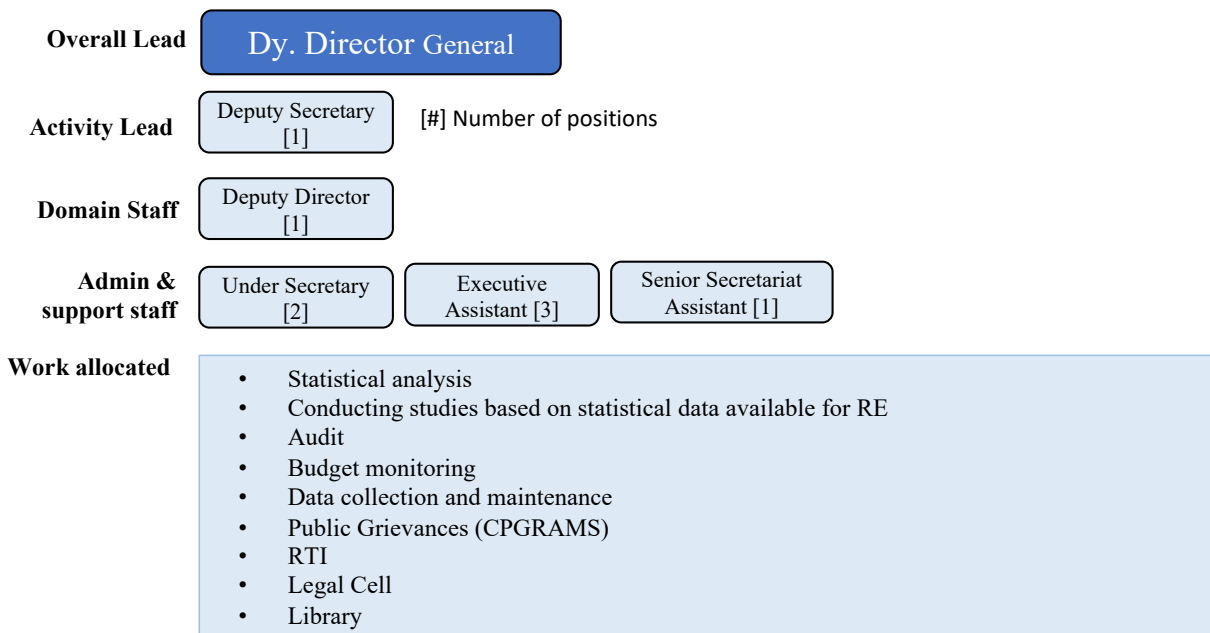 Overall Lead
Dy. Director General
Activity Lead
Deputy Secretary
[1]
[#] Number of positions
Domain Staff
Deputy Director
[1]
Admin &
support staff
Under Secretary
[2]
Executive
Assistant [3]
Senior Secretariat
Assistant [1]
Work allocated
• Statistical analysis
• Conducting studies based on statistical data available for RE
• Audit
• Budget monitoring
• Data collection and maintenance
• Public Grievances (CPGRAMS)
• RTI
• Legal Cell
• Library